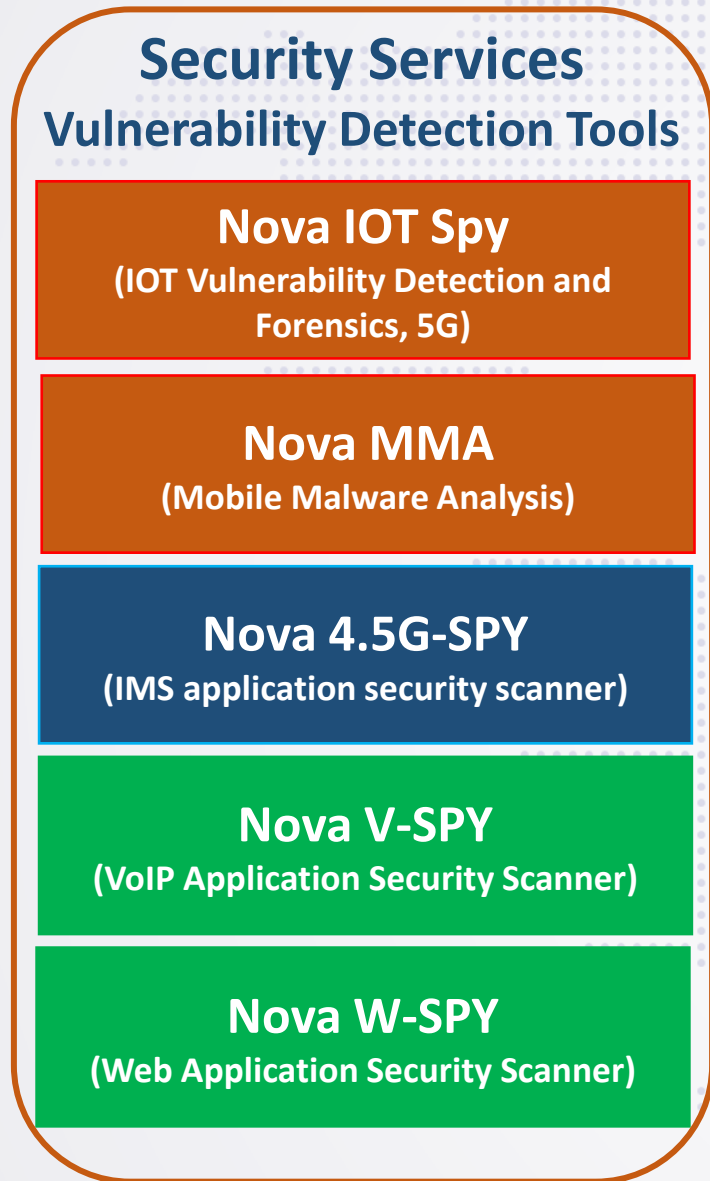 Security Services
Vulnerability Detection Tools
Nova IOT Spy
(IOT Vulnerability Detection and
Forensics, 5G)
Nova MMA
(Mobile Malware Analysis)
Nova 4.5G-SPY
(IMS application security scanner)
Nova V-SPY
(VoIP Application Security Scanner)
Nova W-SPY
(Web Application Security Scanner)